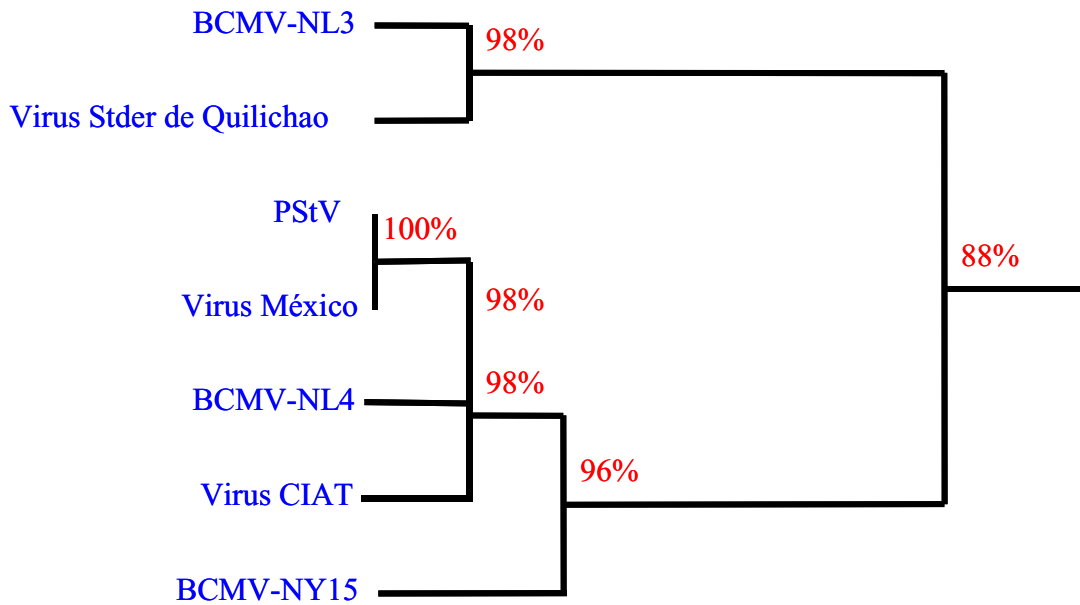 BCMV-NL3
98%
Virus Stder de Quilichao
PStV
100%
88%
Virus México
98%
98%
BCMV-NL4
96%
Virus CIAT
BCMV-NY15